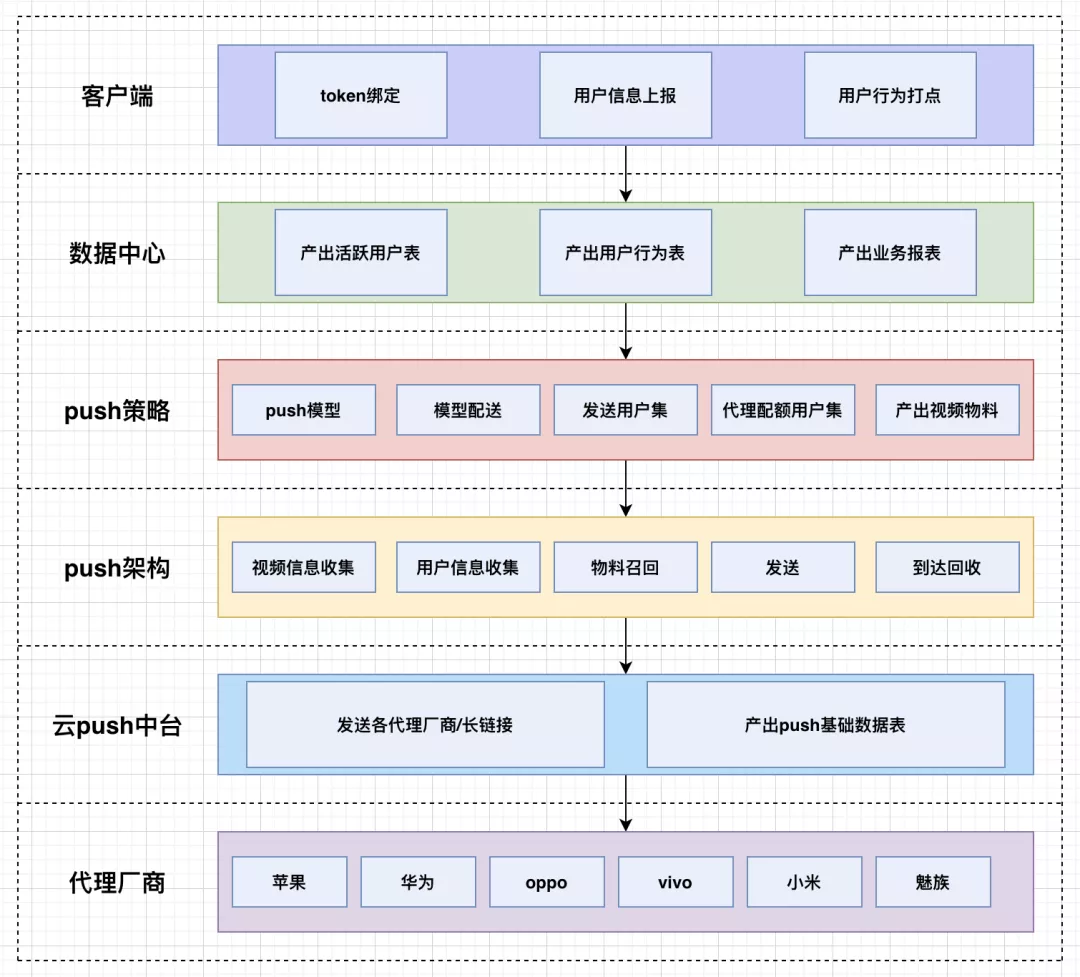 客户端
token绑定
用户信息上报
用户行为打点
数据中心
产出活跃用户表
产出用户行为表
产出业务报表
push策略
push模型
模型配送
发送用户集
代理配额用户集
产出视频物料
push架构
视频信息收集
用户信息收集
物料召回
发送
到达回收
云push中台
发送各代理厂商/长链接
产出push基础数据表
代理厂商
苹果
华为
oppo
vivo
小米
魅族